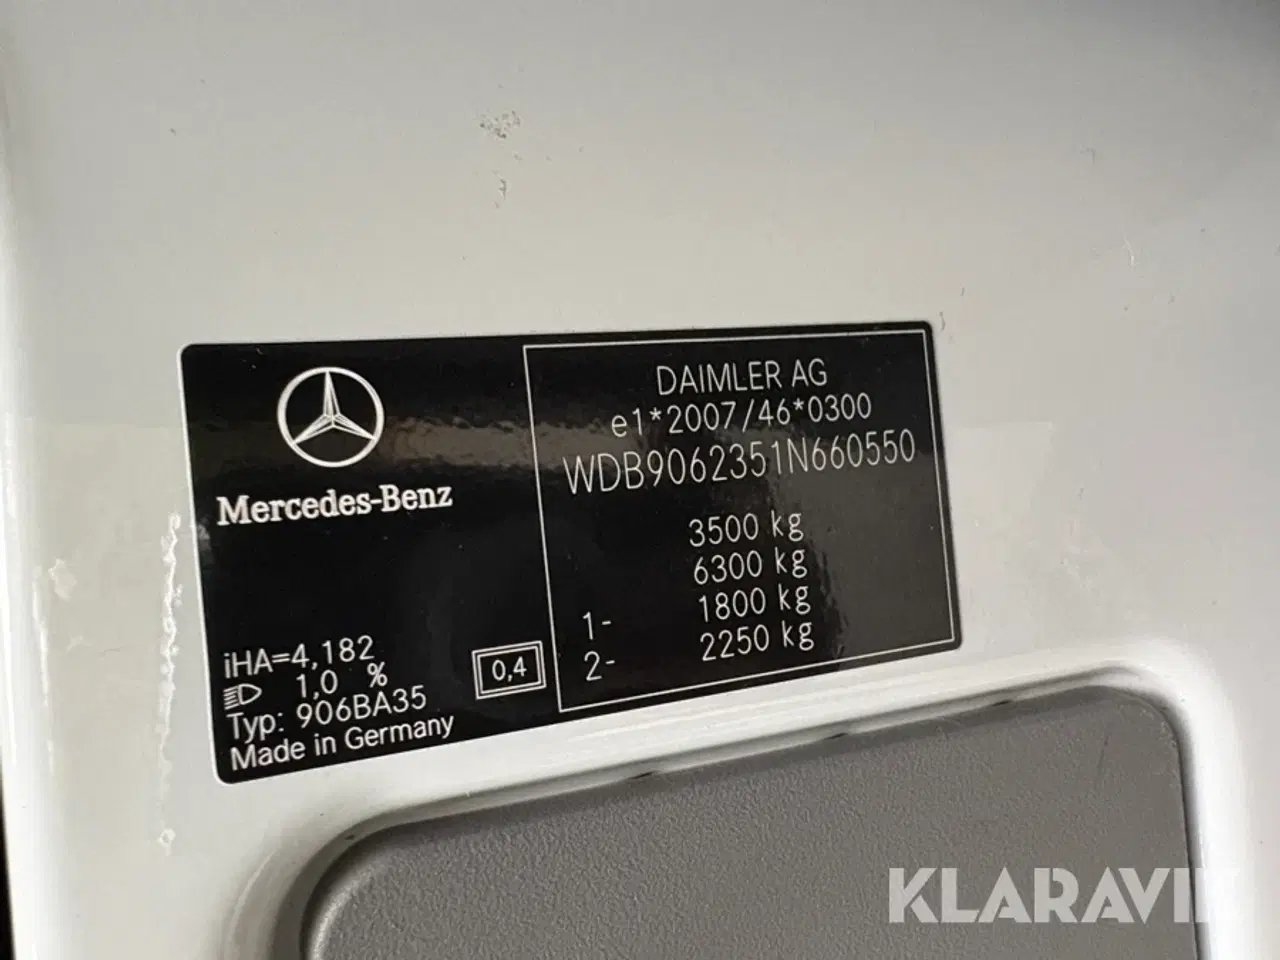 Mercedes-Benz
iHA=4,182
1,0 %
Typ: 906BA35
Made in Germany
0,4
DAIMLER AG
e1*2007/46*0300
WDB9062351N660550
3500 kg
6300 kg
1- 1800 kg
2- 2250 kg
KLARAVIK